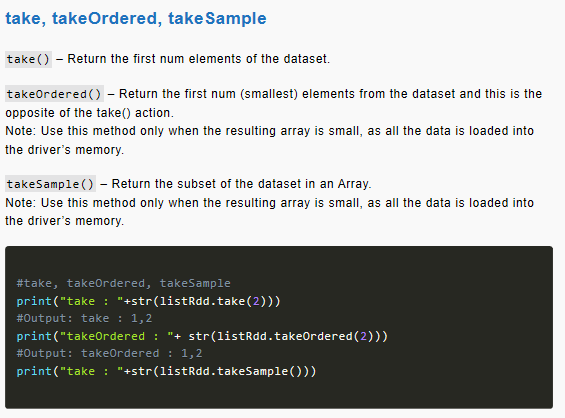 take, takeOrdered, takeSample
take() – Return the first num elements of the dataset.
takeOrdered() – Return the first num (smallest) elements from the dataset and this is the
opposite of the take() action.
Note: Use this method only when the resulting array is small, as all the data is loaded into
the driver’s memory.
takeSample() – Return the subset of the dataset in an Array.
Note: Use this method only when the resulting array is small, as all the data is loaded into
the driver’s memory.
#take, takeOrdered, takeSample
print("take : "+str(listRdd.take(2)))
#Output: take : 1,2
print("takeOrdered : "+ str(listRdd.takeOrdered(2)))
#Output: takeOrdered : 1,2
print("take : "+str(listRdd.takeSample()))